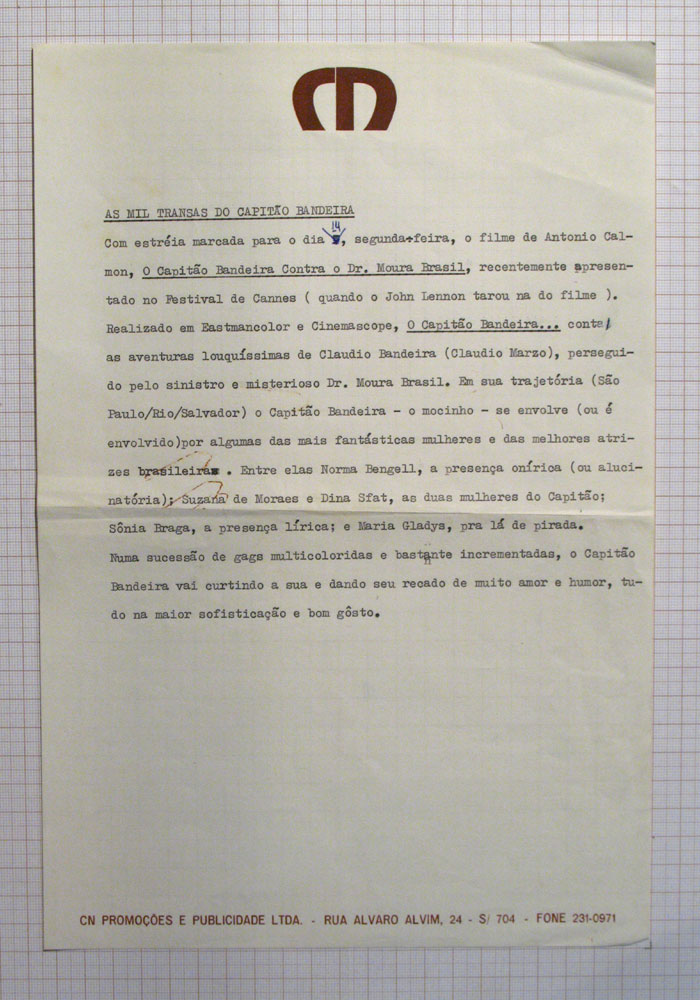 AS MIL TRANSAS DO CAPITÃO BANDEIRA
14
Com estréia marcada para o dia , segunda-feira, o filme de Antonio Cal-
mon, O Capitão Bandeira Contra o Dr. Moura Brasil, recentemente apresen-
tado no Festival de Cannes ( quando o John Lennon tarou na do filme ).
Realizado em Eastmancolor e Cinemascope, O Capitão Bandeira... conta/
as aventuras louquíssimas de Claudio Bandeira (Claudio Marzo), persegui-
do pelo sinistro e misterioso Dr. Moura Brasil. Em sua trajetória (São
Paulo/Rio/Salvador) o Capitão Bandeira - o mocinho - se envolve (ou é
envolvido)por algumas das mais fantásticas mulheres e das melhores atri-
zes brasileiras . Entre elas Norma Bengell, a presença onírica (ou aluci-
natória); Suzana de Moraes e Dina Sfat, as duas mulheres do Capitão;
Sônia Braga, a presença lírica; e Maria Gladys, pra lá de pirada.
Numa sucessão de gags multicoloridas e bastante incrementadas, o Capitão
Bandeira vai curtindo a sua e dando seu recado de muito amor e humor, tu-
do na maior sofisticação e bom gôsto.
CN PROMOÇÕES E PUBLICIDADE LTDA. - RUA ALVARO ALVIM, 24 - S/ 704 - FONE 231-0971